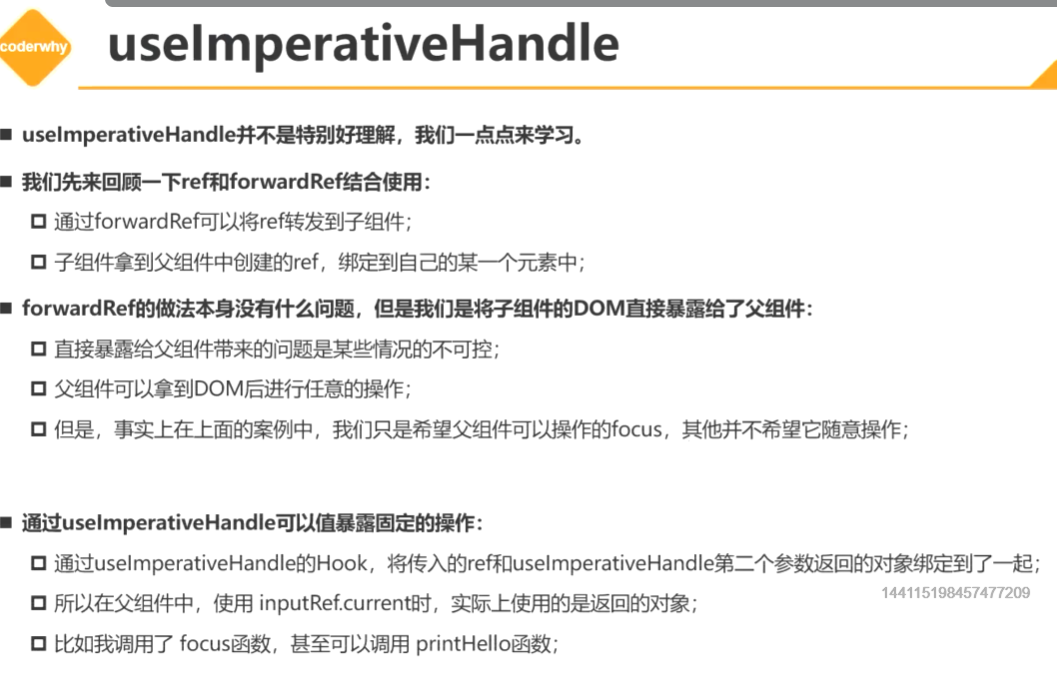 coderwhy
useImperativeHandle
useImperativeHandle并不是特别好理解，我们一点点来学习。
我们先来回顾一下ref和forwardRef结合使用：
通过forwardRef可以将ref转发到子组件；
子组件拿到父组件中创建的ref，绑定到自己的某一个元素中；
forwardRef的做法本身没有什么问题，但是我们是将子组件的DOM直接暴露给了父组件：
直接暴露给父组件带来的问题是某些情况的不可控；
父组件可以拿到DOM后进行任意的操作；
但是，事实上在上面的案例中，我们只是希望父组件可以操作的focus，其他并不希望它随意操作；
通过useImperativeHandle可以值暴露固定的操作：
通过useImperativeHandle的Hook，将传入的ref和useImperativeHandle第二个参数返回的对象绑定到了一起；
所以在父组件中，使用 inputRef.current时，实际上使用的是返回的对象；
144115198457477209
比如我调用了 focus函数，甚至可以调用 printHello函数；